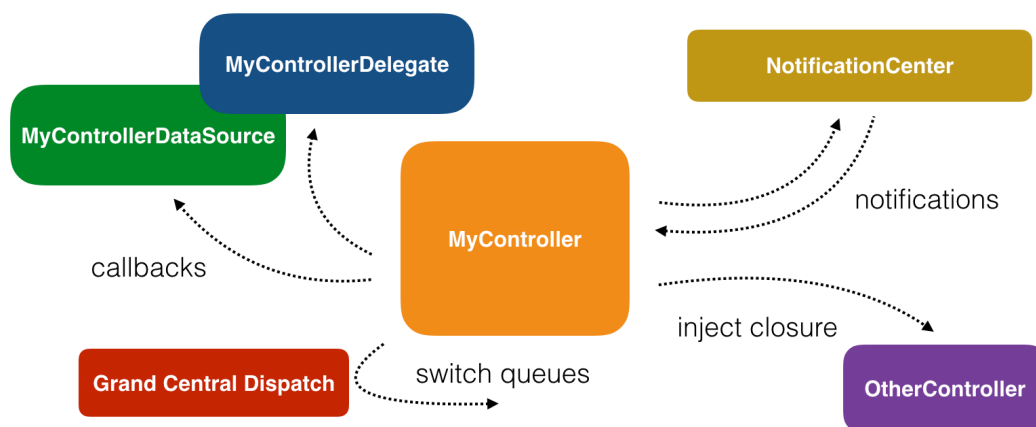 MyControllerDelegate
NotificationCenter
MyControllerDataSource
notifications
MyController
callbacks
inject closure
Grand Central Dispatch
switch queues
OtherController